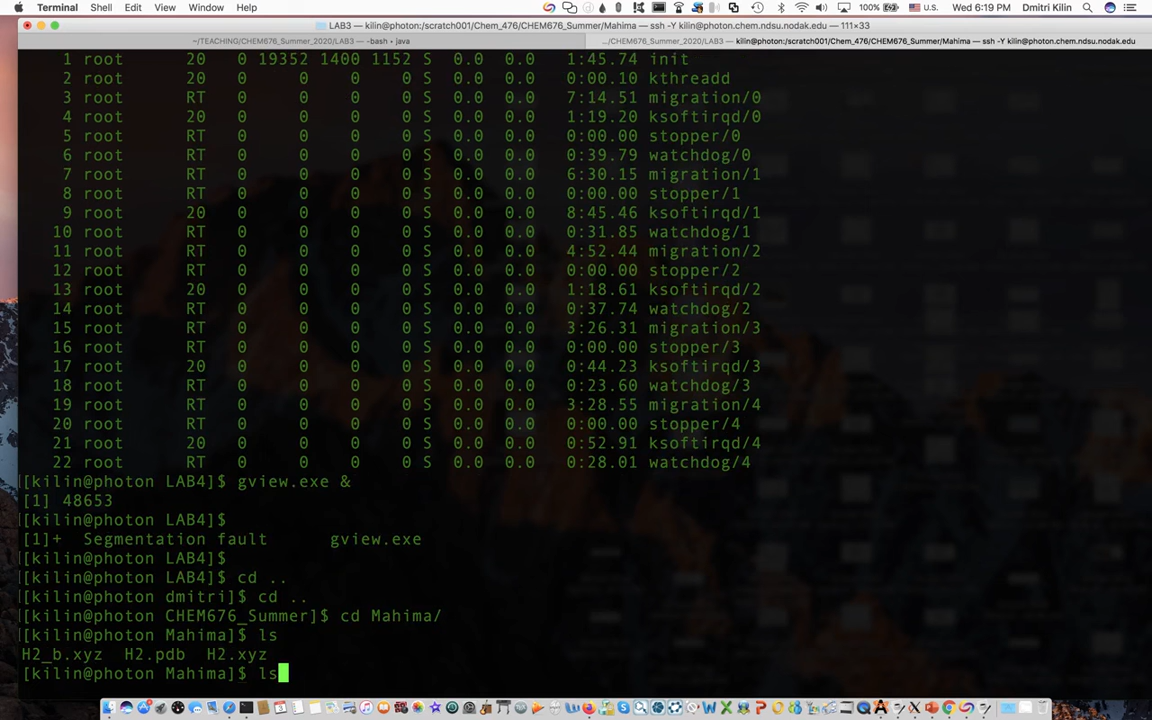 Terminal Shell Edit View Window Help 100% U.S. Wed 6:19 PM Dmitri Kilin
LAB3 — kilin@photon:/scratch001/Chem_476/CHEM676_Summer/Mahima — ssh -Y kilin@photon.chem.ndsu.nodak.edu — 111×33
~/TEACHING/CHEM676_Summer_2020/LAB3 — -bash • java
.../CHEM676_Summer_2020/LAB3 — kilin@photon:/scratch001/Chem_476/CHEM676_Summer/Mahima — ssh -Y kilin@photon.chem.ndsu.nodak.edu
1 root 20 0 19352 1400 1152 S 0.0 0.0 1:45.74 init
2 root 20 0 0 0 0 S 0.0 0.0 0:00.10 kthreadd
3 root RT 0 0 0 0 S 0.0 0.0 7:14.51 migration/0
4 root 20 0 0 0 0 S 0.0 0.0 1:19.20 ksoftirqd/0
5 root RT 0 0 0 0 S 0.0 0.0 0:00.00 stopper/0
6 root RT 0 0 0 0 S 0.0 0.0 0:39.79 watchdog/0
7 root RT 0 0 0 0 S 0.0 0.0 6:30.15 migration/1
8 root RT 0 0 0 0 S 0.0 0.0 0:00.00 stopper/1
9 root 20 0 0 0 0 S 0.0 0.0 8:45.46 ksoftirqd/1
10 root RT 0 0 0 0 S 0.0 0.0 0:31.85 watchdog/1
11 root RT 0 0 0 0 S 0.0 0.0 4:52.44 migration/2
12 root RT 0 0 0 0 S 0.0 0.0 0:00.00 stopper/2
13 root 20 0 0 0 0 S 0.0 0.0 1:18.61 ksoftirqd/2
14 root RT 0 0 0 0 S 0.0 0.0 0:37.74 watchdog/2
15 root RT 0 0 0 0 S 0.0 0.0 3:26.31 migration/3
16 root RT 0 0 0 0 S 0.0 0.0 0:00.00 stopper/3
17 root 20 0 0 0 0 S 0.0 0.0 0:44.23 ksoftirqd/3
18 root RT 0 0 0 0 S 0.0 0.0 0:23.60 watchdog/3
19 root RT 0 0 0 0 S 0.0 0.0 3:28.55 migration/4
20 root RT 0 0 0 0 S 0.0 0.0 0:00.00 stopper/4
21 root 20 0 0 0 0 S 0.0 0.0 0:52.91 ksoftirqd/4
22 root RT 0 0 0 0 S 0.0 0.0 0:28.01 watchdog/4
[[kilin@photon LAB4]$ gview.exe &
[1] 48653
[[kilin@photon LAB4]$
[1]+ Segmentation fault gview.exe
[[kilin@photon LAB4]$
[[kilin@photon LAB4]$ cd ..
[[kilin@photon dmitri]$ cd ..
[[kilin@photon CHEM676_Summer]$ cd Mahima/
[[kilin@photon Mahima]$ ls
H2_b.xyz H2.pdb H2.xyz
[kilin@photon Mahima]$ ls